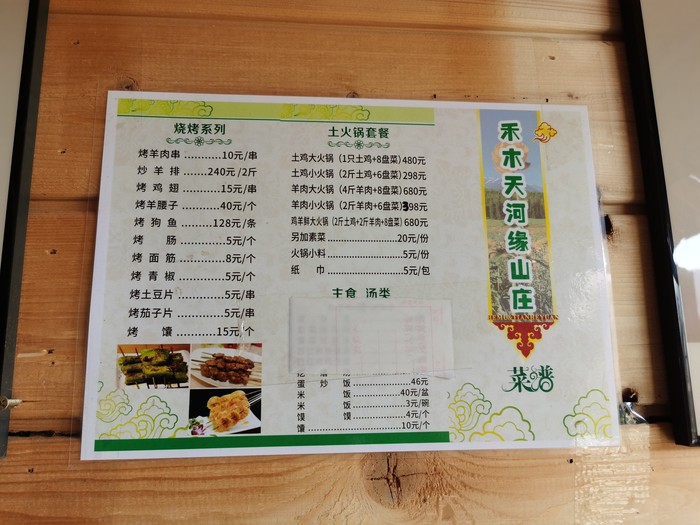 烧烤系列
烤羊肉串............10元/串
炒羊排............240元/2斤
烤鸡翅............15元/串
烤羊腰子............40元/个
烤狗鱼............128元/条
烤肠............5元/个
烤面筋............8元/个
烤青椒............5元/个
烤土豆片............5元/串
烤茄子片............5元/串
烤馕............15元/个
土火锅套餐
土鸡大火锅（1只土鸡+8盘菜）480元
土鸡小火锅（2斤土鸡+6盘菜）298元
羊肉大火锅（4斤羊肉+8盘菜）680元
羊肉小火锅（2斤羊肉+6盘菜）398元
鸡羊鲜大火锅（2斤土鸡+2斤羊肉+8盘菜）680元
另加素菜............20元/份
火锅小料............5元/份
纸巾............5元/包
主食 汤类
蛋炒饭............46元
米饭............40元/盆
米饭............3元/碗
馍馍............4元/个
馕............10元/个
禾木天河缘山庄
HEMUTIANHEYUAN
菜谱